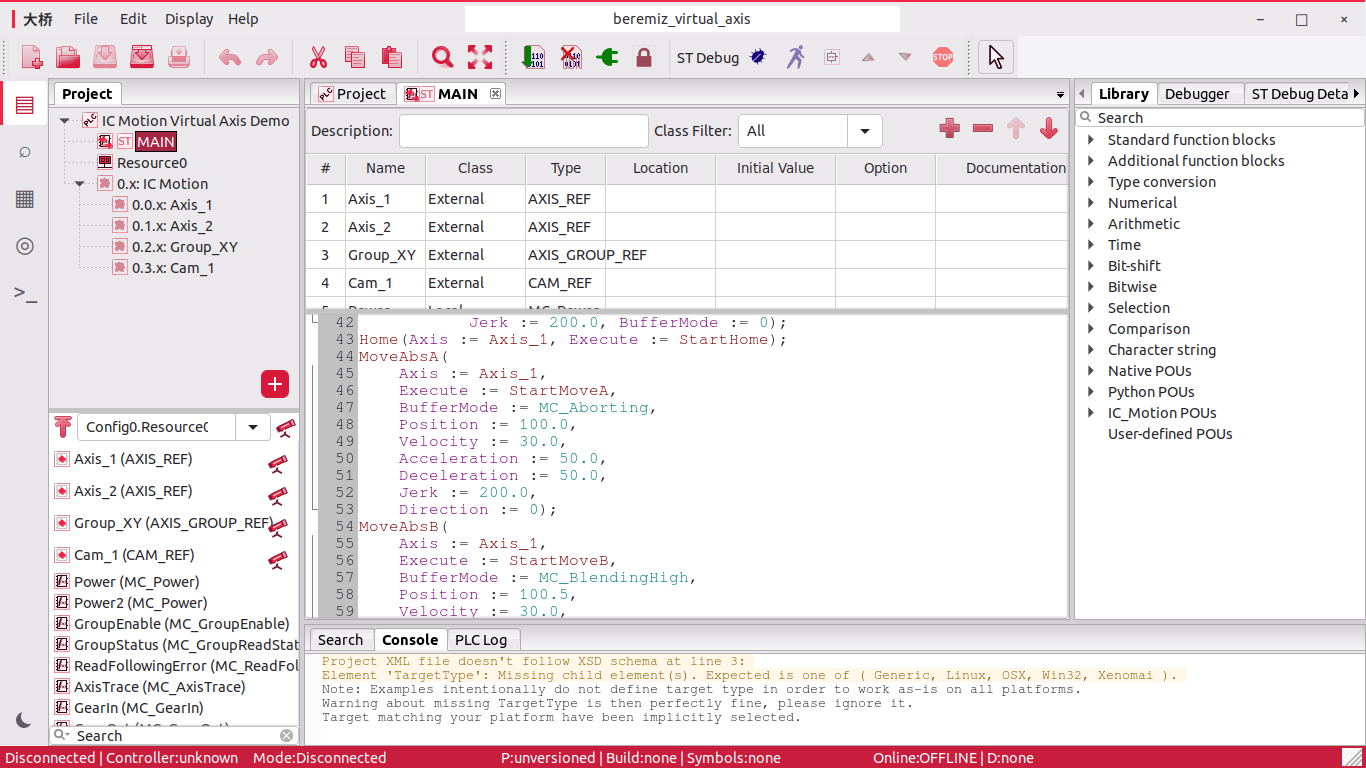 大桥 File Edit Display Help beremiz_virtual_axis
ST Debug STOP
Project
IC Motion Virtual Axis Demo
ST MAIN
Resource0
0.x: IC Motion
0.0.x: Axis_1
0.1.x: Axis_2
0.2.x: Group_XY
0.3.x: Cam_1
Config0.Resource0
Axis_1 (AXIS_REF)
Axis_2 (AXIS_REF)
Group_XY (AXIS_GROUP_REF)
Cam_1 (CAM_REF)
Power (MC_Power)
Power2 (MC_Power)
GroupEnable (MC_GroupEnable)
GroupStatus (MC_GroupReadStat
ReadFollowingError (MC_ReadFol
AxisTrace (MC_AxisTrace)
GearIn (MC_GearIn)
Search
Project ST MAIN
Description: Class Filter: All
# Name Class Type Location Initial Value Option Documentation
1 Axis_1 External AXIS_REF
2 Axis_2 External AXIS_REF
3 Group_XY External AXIS_GROUP_REF
4 Cam_1 External CAM_REF
42 Jerk := 200.0, BufferMode := 0);
43 Home(Axis := Axis_1, Execute := StartHome);
44 MoveAbsA(
45 Axis := Axis_1,
46 Execute := StartMoveA,
47 BufferMode := MC_Aborting,
48 Position := 100.0,
49 Velocity := 30.0,
50 Acceleration := 50.0,
51 Deceleration := 50.0,
52 Jerk := 200.0,
53 Direction := 0);
54 MoveAbsB(
55 Axis := Axis_1,
56 Execute := StartMoveB,
57 BufferMode := MC_BlendingHigh,
58 Position := 100.5,
59 Velocity := 30.0,
Library Debugger ST Debug Deta
Search
Standard function blocks
Additional function blocks
Type conversion
Numerical
Arithmetic
Time
Bit-shift
Bitwise
Selection
Comparison
Character string
Native POUs
Python POUs
IC_Motion POUs
User-defined POUs
Search Console PLC Log
Project XML file doesn't follow XSD schema at line 3:
Element 'TargetType': Missing child element(s). Expected is one of ( Generic, Linux, OSX, Win32, Xenomai ).
Note: Examples intentionally do not define target type in order to work as-is on all platforms.
Warning about missing TargetType is then perfectly fine, please ignore it.
Target matching your platform have been implicitly selected.
Disconnected | Controller:unknown Mode:Disconnected P:unversioned | Build:none | Symbols:none Online:OFFLINE | D:none